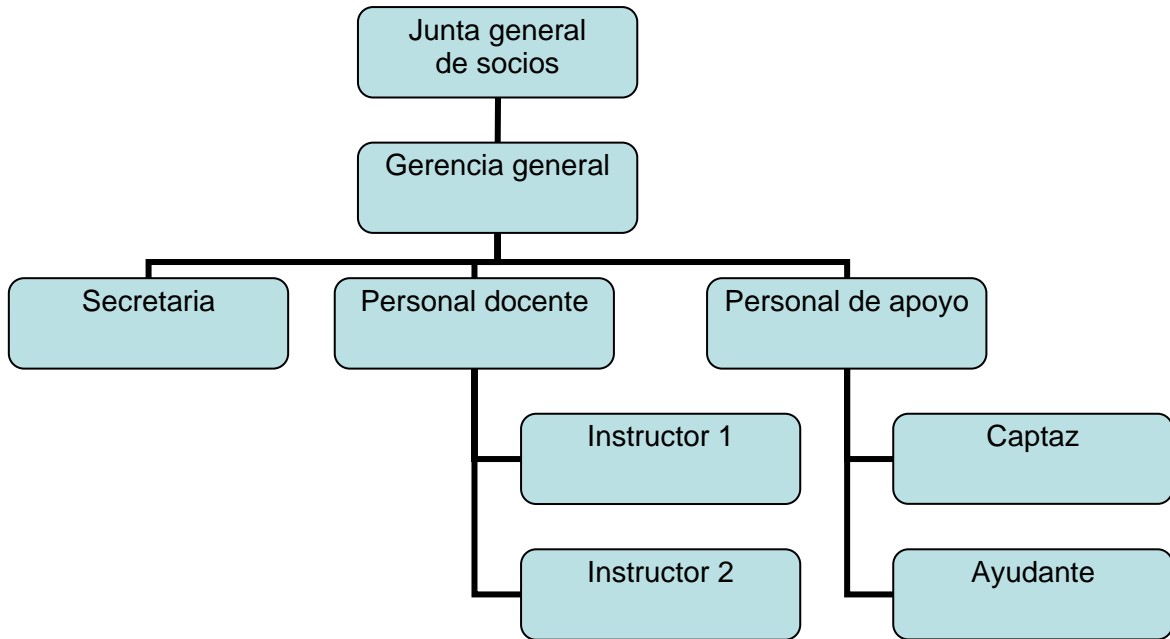 Junta general
de socios
Gerencia general
Secretaria
Personal docente
Personal de apoyo
Instructor 1
Captaz
Instructor 2
Ayudante